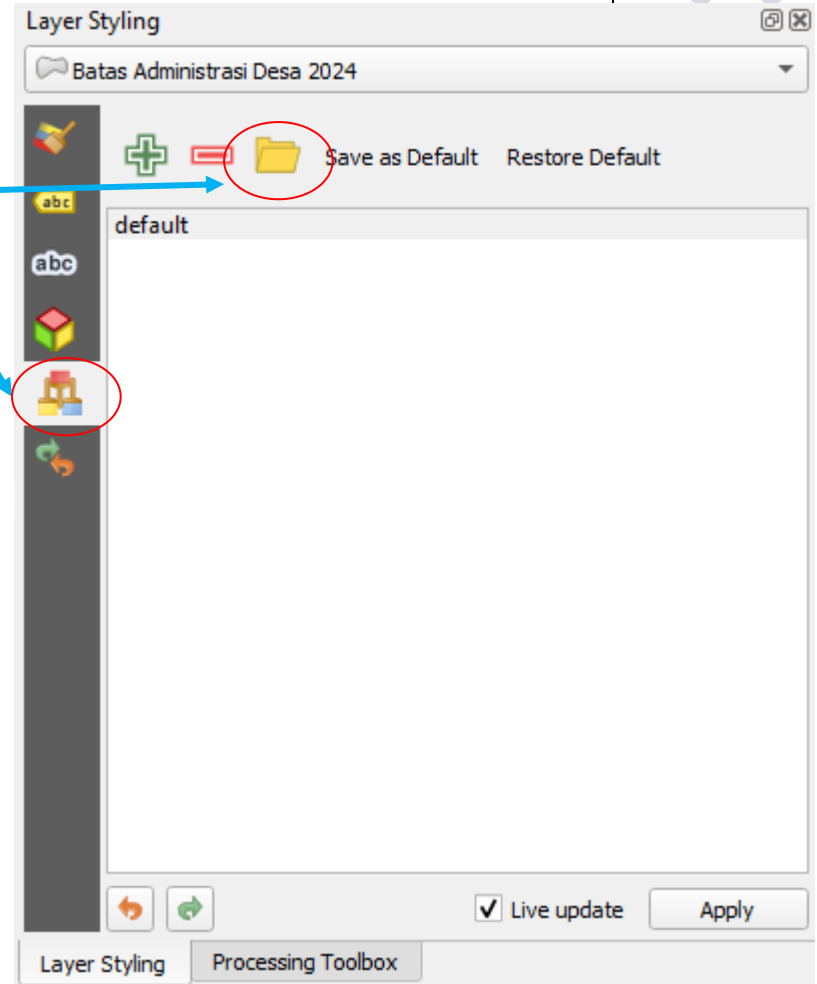 Layer Styling
Batas Administrasi Desa 2024
Save as Default Restore Default
abc
default
abc
Live update Apply
Layer Styling Processing Toolbox